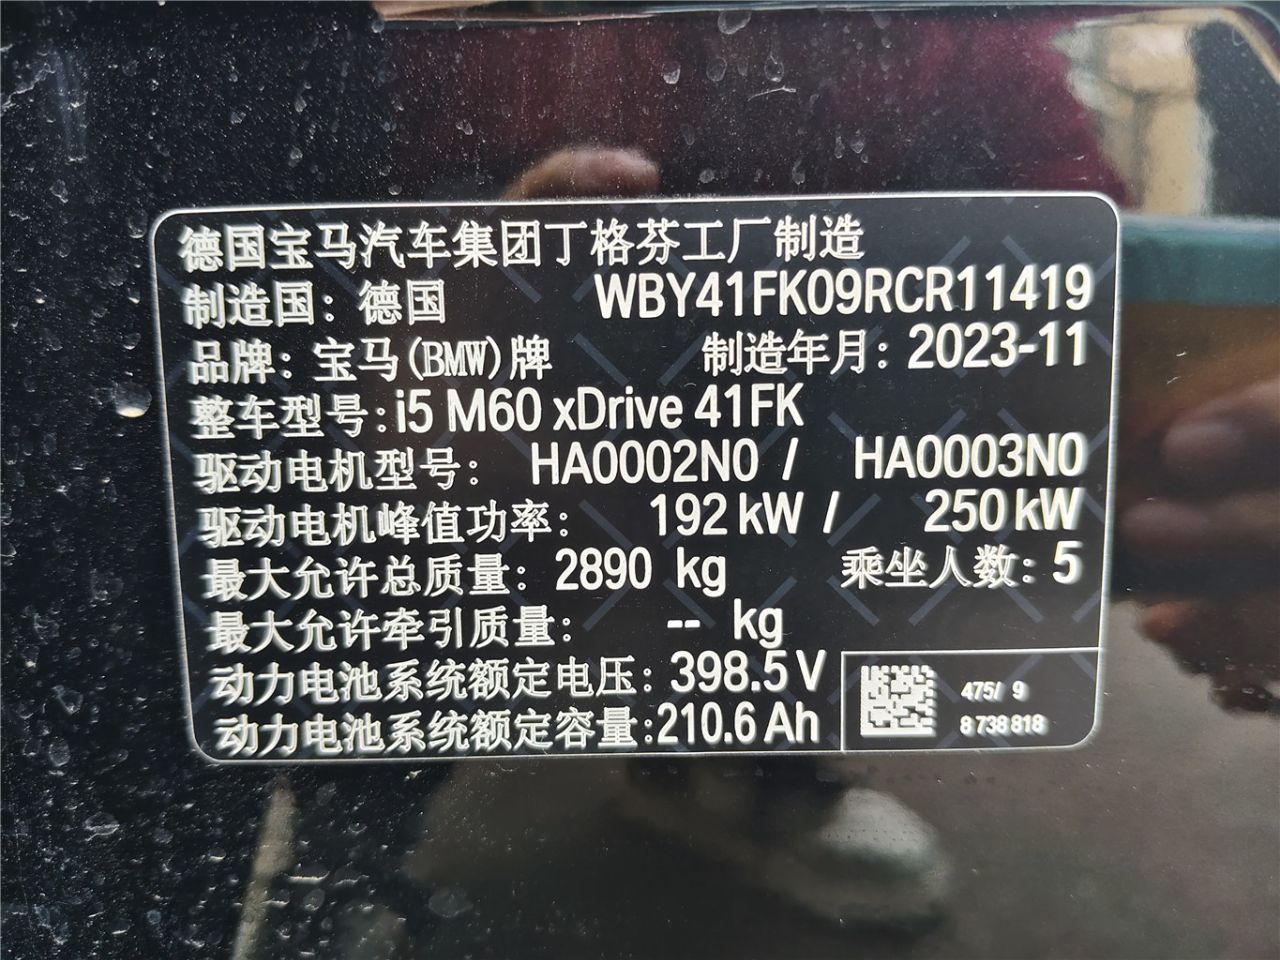 德国宝马汽车集团丁格芬工厂制造
制造国：德国 WBY41FK09RCR11419
品牌：宝马(BMW)牌 制造年月：2023-11
整车型号:i5 M60 xDrive 41FK
驱动电机型号： HA0002N0 / HA0003N0
驱动电机峰值功率： 192 kW / 250 kW
最大允许总质量：2890 kg 乘坐人数：5
最大允许牵引质量： -- kg
动力电池系统额定电压：398.5 V
动力电池系统额定容量:210.6 Ah
475/ 9
8 738 818